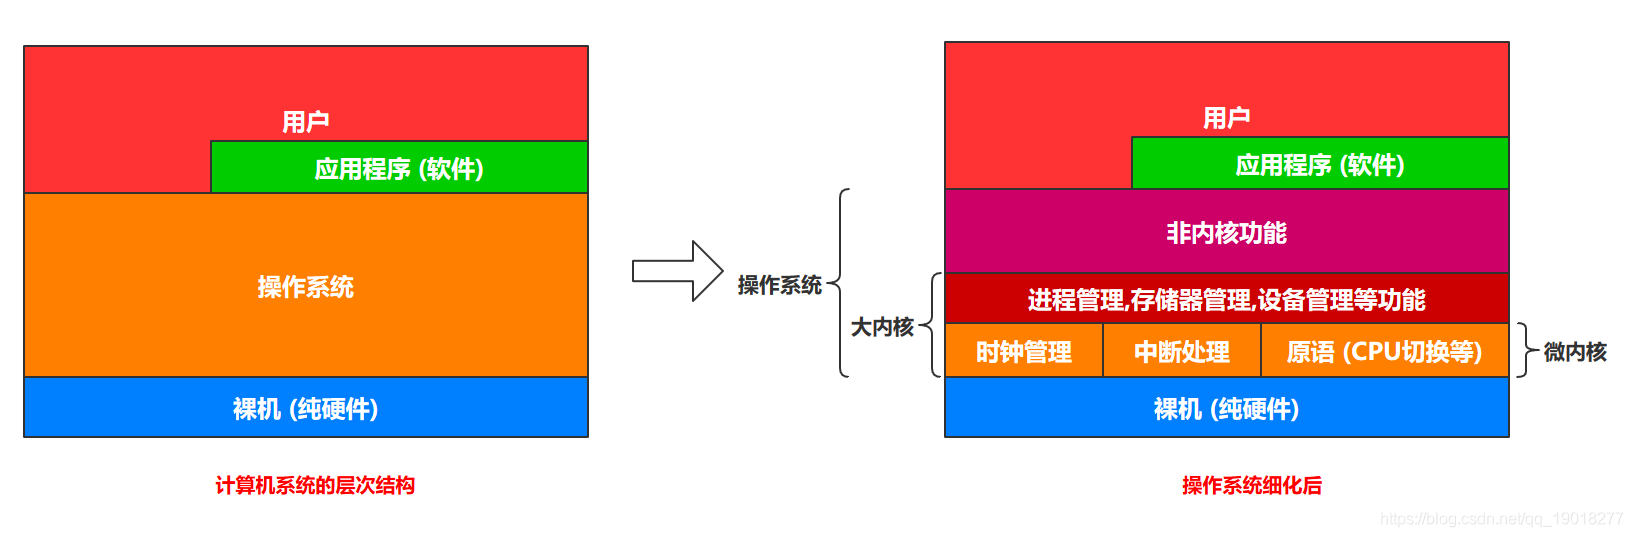 用户
应用程序 (软件)
操作系统
裸机 (纯硬件)
计算机系统的层次结构
操作系统
大内核
用户
应用程序 (软件)
非内核功能
进程管理,存储器管理,设备管理等功能
时钟管理
中断处理
原语 (CPU切换等)
微内核
裸机 (纯硬件)
操作系统细化后
https://blog.csdn.net/qq_19018277